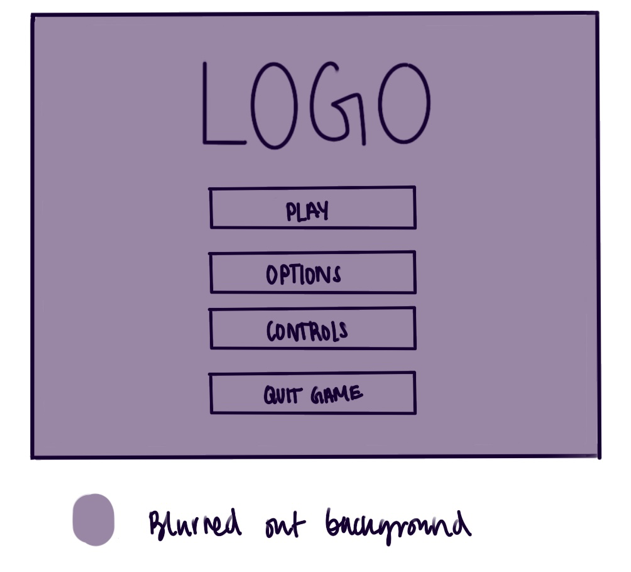 LOGO
PLAY
OPTIONS
CONTROLS
QUIT GAME
Blurred out background